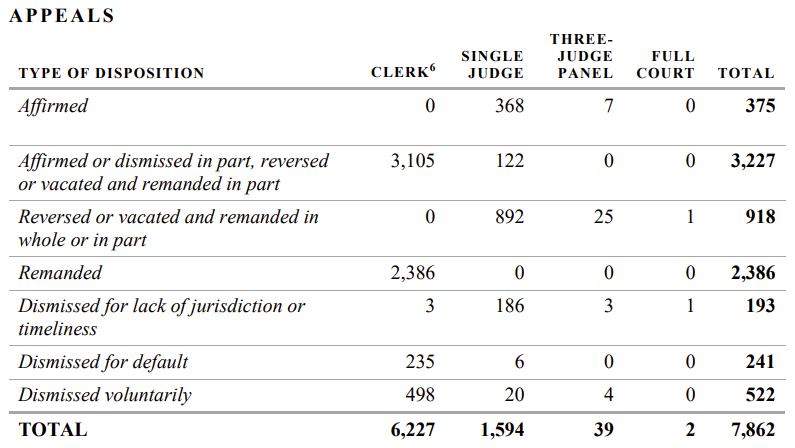 APPEALS
TYPE OF DISPOSITION CLERK6 SINGLE JUDGE THREE-JUDGE PANEL FULL COURT TOTAL
Affirmed 0 368 7 0 375
Affirmed or dismissed in part, reversed 3,105 122 0 0 3,227
or vacated and remanded in part
Reversed or vacated and remanded in 0 892 25 1 918
whole or in part
Remanded 2,386 0 0 0 2,386
Dismissed for lack of jurisdiction or 3 186 3 1 193
timeliness
Dismissed for default 235 6 0 0 241
Dismissed voluntarily 498 20 4 0 522
TOTAL 6,227 1,594 39 2 7,862